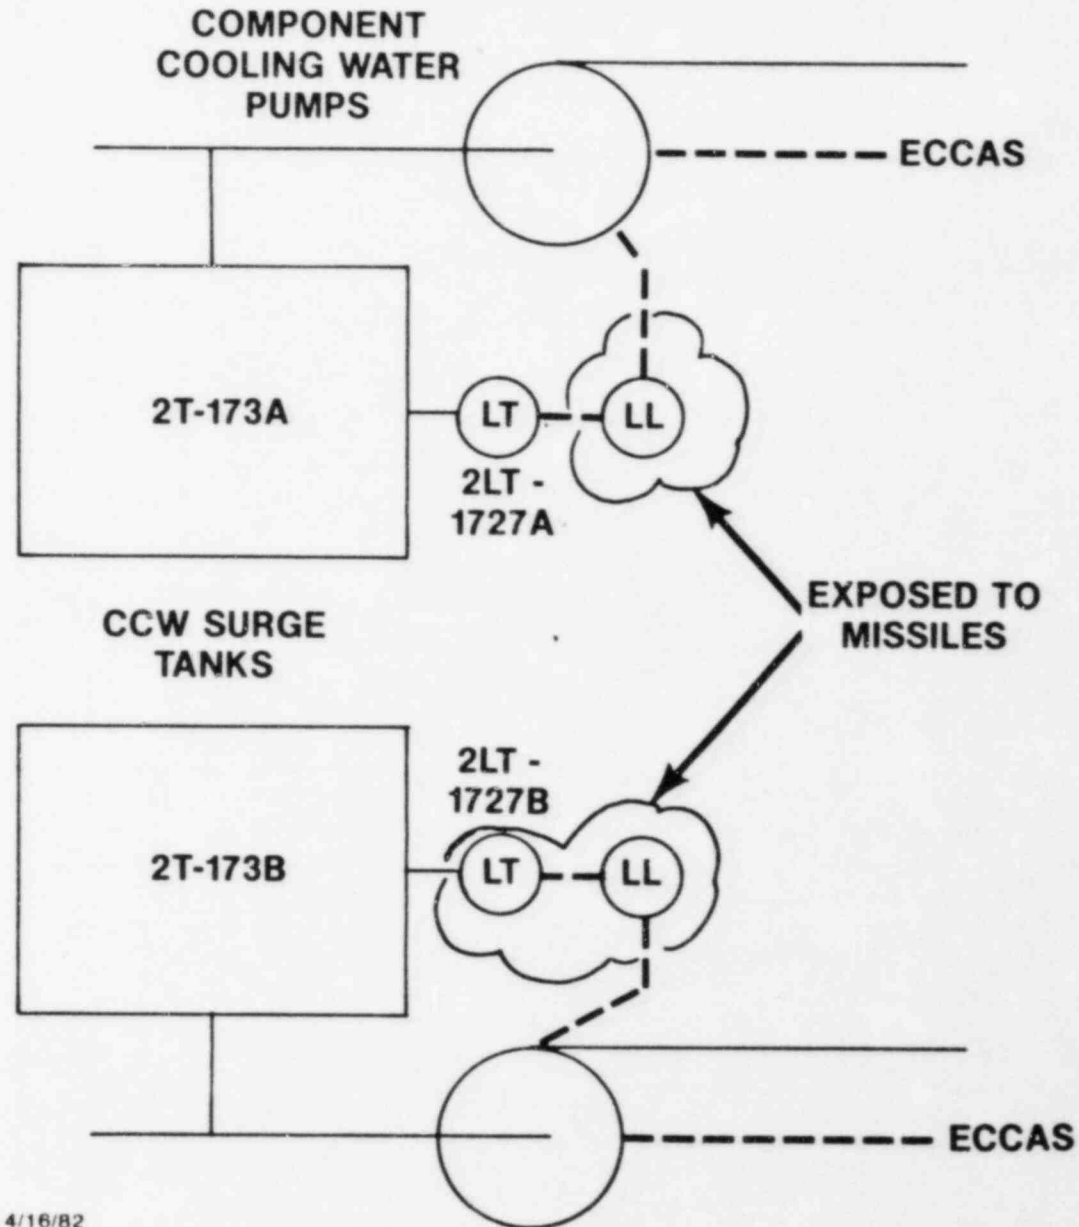 COMPONENT
COOLING WATER
PUMPS
ECCAS
2T-173A
LT
LL
2LT -
1727A
EXPOSED TO
MISSILES
CCW SURGE
TANKS
2LT -
1727B
2T-173B
LT
LL
ECCAS
4/16/82